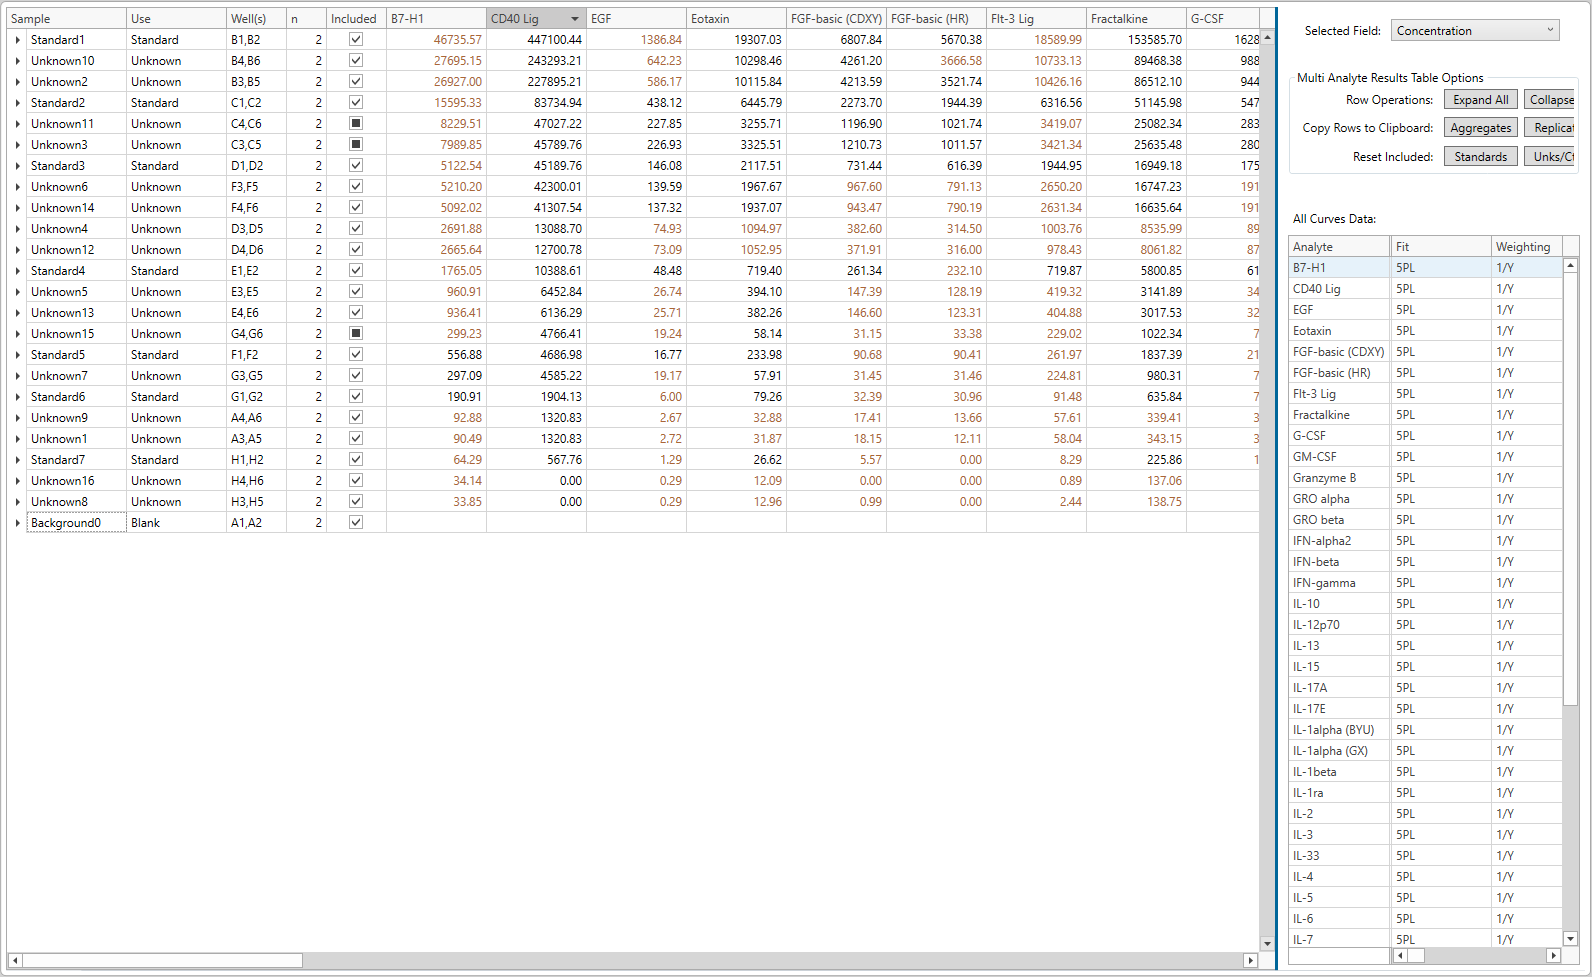 Sample Use Well(s) n Included B7-H1 CD40 Lig EGF Eotaxin FGF-basic (CDXY) FGF-basic (HR) Flt-3 Lig Fractalkine G-CSF
Standard1 Standard B1,B2 2 46735.57 447100.44 1386.84 19307.03 6807.84 5670.38 18589.99 153585.70 1628
Unknown10 Unknown B4,B6 2 27695.15 243293.21 642.23 10298.46 4261.20 3666.58 10733.13 89468.38 988
Unknown2 Unknown B3,B5 2 26927.00 227895.21 586.17 10115.84 4213.59 3521.74 10426.16 86512.10 944
Standard2 Standard C1,C2 2 15595.33 83734.94 438.12 6445.79 2273.70 1944.39 6316.56 51145.98 547
Unknown11 Unknown C4,C6 2 8229.51 47027.22 227.85 3255.71 1196.90 1021.74 3419.07 25082.34 283
Unknown3 Unknown C3,C5 2 7989.85 45789.76 226.93 3325.51 1210.73 1011.57 3421.34 25635.48 280
Standard3 Standard D1,D2 2 5122.54 45189.76 146.08 2117.51 731.44 616.39 1944.95 16949.18 175
Unknown6 Unknown F3,F5 2 5210.20 42300.01 139.59 1967.67 967.60 791.13 2650.20 16747.23 191
Unknown14 Unknown F4,F6 2 5092.02 41307.54 137.32 1937.07 943.47 790.19 2631.34 16635.64 191
Unknown4 Unknown D3,D5 2 2691.88 13088.70 74.93 1094.97 382.60 314.50 1003.76 8535.99 89
Unknown12 Unknown D4,D6 2 2665.64 12700.78 73.09 1052.95 371.91 316.00 978.43 8061.82 87
Standard4 Standard E1,E2 2 1765.05 10388.61 48.48 719.40 261.34 232.10 719.87 5800.85 61
Unknown5 Unknown E3,E5 2 960.91 6452.84 26.74 394.10 147.39 128.19 419.32 3141.89 34
Unknown13 Unknown E4,E6 2 936.41 6136.29 25.71 382.26 146.60 123.31 404.88 3017.53 32
Unknown15 Unknown G4,G6 2 299.23 4766.41 19.24 58.14 31.15 33.38 229.02 1022.34 7
Standard5 Standard F1,F2 2 556.88 4686.98 16.77 233.98 90.68 90.41 261.97 1837.39 21
Unknown7 Unknown G3,G5 2 297.09 4585.22 19.17 57.91 31.45 31.46 224.81 980.31 7
Standard6 Standard G1,G2 2 190.91 1904.13 6.00 79.26 32.39 30.96 91.48 635.84 7
Unknown9 Unknown A4,A6 2 92.88 1320.83 2.67 32.88 17.41 13.66 57.61 339.41 3
Unknown1 Unknown A3,A5 2 90.49 1320.83 2.72 31.87 18.15 12.11 58.04 343.15 3
Standard7 Standard H1,H2 2 64.29 567.76 1.29 26.62 5.57 0.00 8.29 225.86 1
Unknown16 Unknown H4,H6 2 34.14 0.00 0.29 12.09 0.00 0.00 0.89 137.06
Unknown8 Unknown H3,H5 2 33.85 0.00 0.29 12.96 0.99 0.00 2.44 138.75
Background0 Blank A1,A2 2
Selected Field: Concentration
Multi Analyte Results Table Options
Row Operations: Expand All Collapse
Copy Rows to Clipboard: Aggregates Replicat
Reset Included: Standards Unks/Ct
All Curves Data:
Analyte Fit Weighting
B7-H1 5PL 1/Y
CD40 Lig 5PL 1/Y
EGF 5PL 1/Y
Eotaxin 5PL 1/Y
FGF-basic (CDXY) 5PL 1/Y
FGF-basic (HR) 5PL 1/Y
Flt-3 Lig 5PL 1/Y
Fractalkine 5PL 1/Y
G-CSF 5PL 1/Y
GM-CSF 5PL 1/Y
Granzyme B 5PL 1/Y
GRO alpha 5PL 1/Y
GRO beta 5PL 1/Y
IFN-alpha2 5PL 1/Y
IFN-beta 5PL 1/Y
IFN-gamma 5PL 1/Y
IL-10 5PL 1/Y
IL-12p70 5PL 1/Y
IL-13 5PL 1/Y
IL-15 5PL 1/Y
IL-17A 5PL 1/Y
IL-17E 5PL 1/Y
IL-1alpha (BYU) 5PL 1/Y
IL-1alpha (GX) 5PL 1/Y
IL-1beta 5PL 1/Y
IL-1ra 5PL 1/Y
IL-2 5PL 1/Y
IL-3 5PL 1/Y
IL-33 5PL 1/Y
IL-4 5PL 1/Y
IL-5 5PL 1/Y
IL-6 5PL 1/Y
IL-7 5PL 1/Y